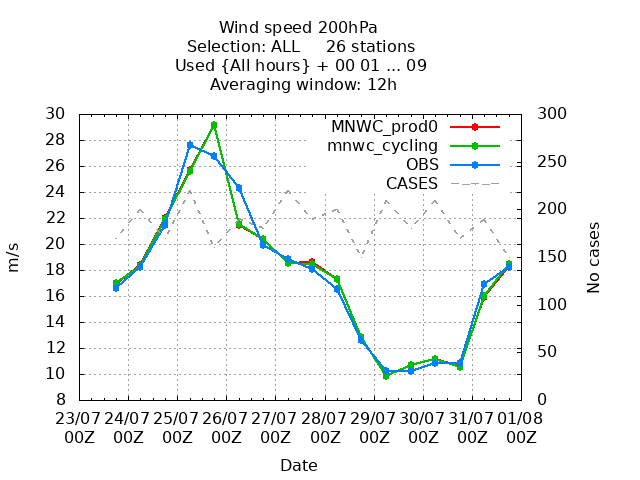 Wind speed 200hPa
Selection: ALL     26 stations
Used {All hours} + 00 01 ... 09
Averaging window: 12h
30
28
26
24
22
20
18
16
14
12
10
8
300
250
200
150
100
50
0
MNWC_prod0
mnwc_cycling
OBS
CASES
m/s
No cases
23/07 24/07 25/07 26/07 27/07 28/07 29/07 30/07 31/07 01/08
00Z 00Z 00Z 00Z 00Z 00Z 00Z 00Z 00Z 00Z
Date